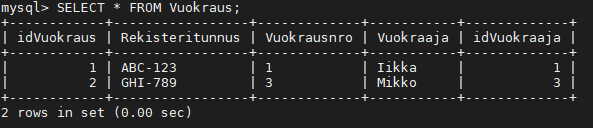 mysql> SELECT * FROM Vuokraus;
+------------+-----------------+-------------+-----------+-------------+
| idVuokraus | Rekisteritunnus | Vuokrausnro | Vuokraaja | idVuokraaja |
+------------+-----------------+-------------+-----------+-------------+
|          1 | ABC-123         | 1           | Iikka     |           1 |
|          2 | GHI-789         | 3           | Mikko     |           3 |
+------------+-----------------+-------------+-----------+-------------+
2 rows in set (0.00 sec)